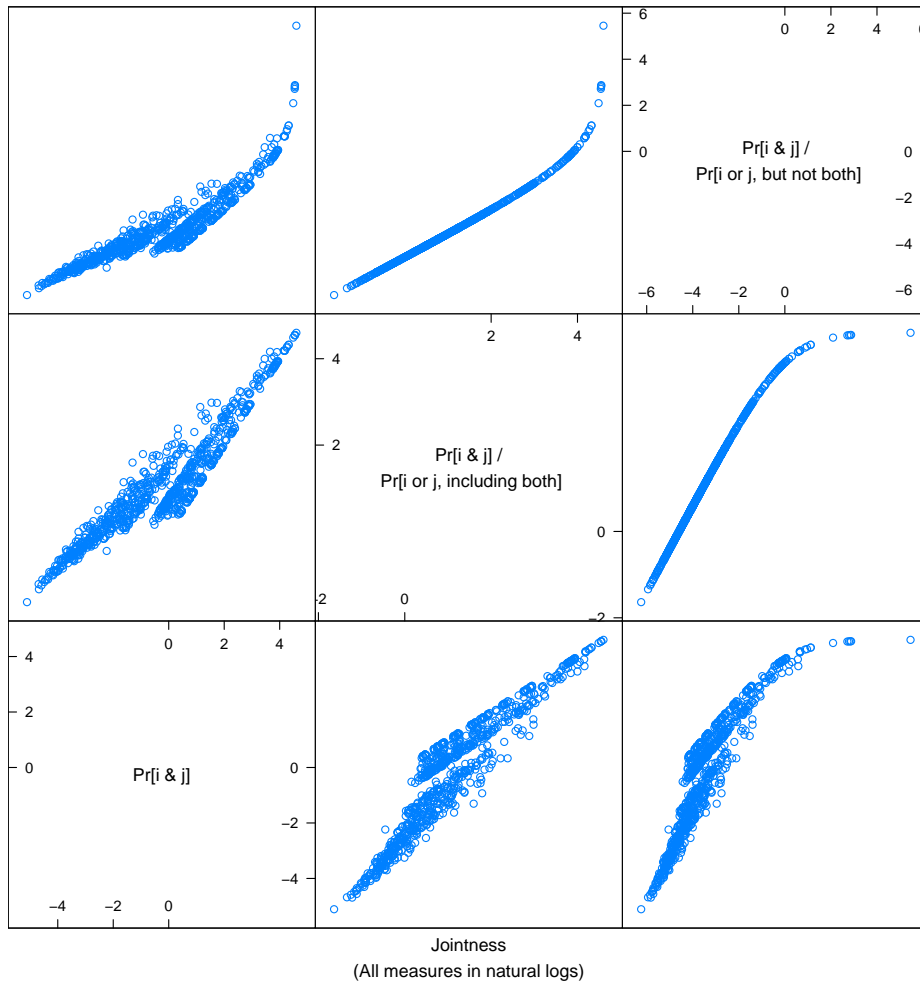 6
0 2 4 6
4
2
0
Pr[i & j] /
Pr[i or j, but not both]
0
−2
−4
−6
−6 −4 −2 0
4
2
0
−2
2 4
Pr[i & j] /
Pr[i or j, including both]
−2 0
0 2 4
4
2
0
Pr[i & j]
−4 −2 0
0
−2
−4
Jointness
(All measures in natural logs)